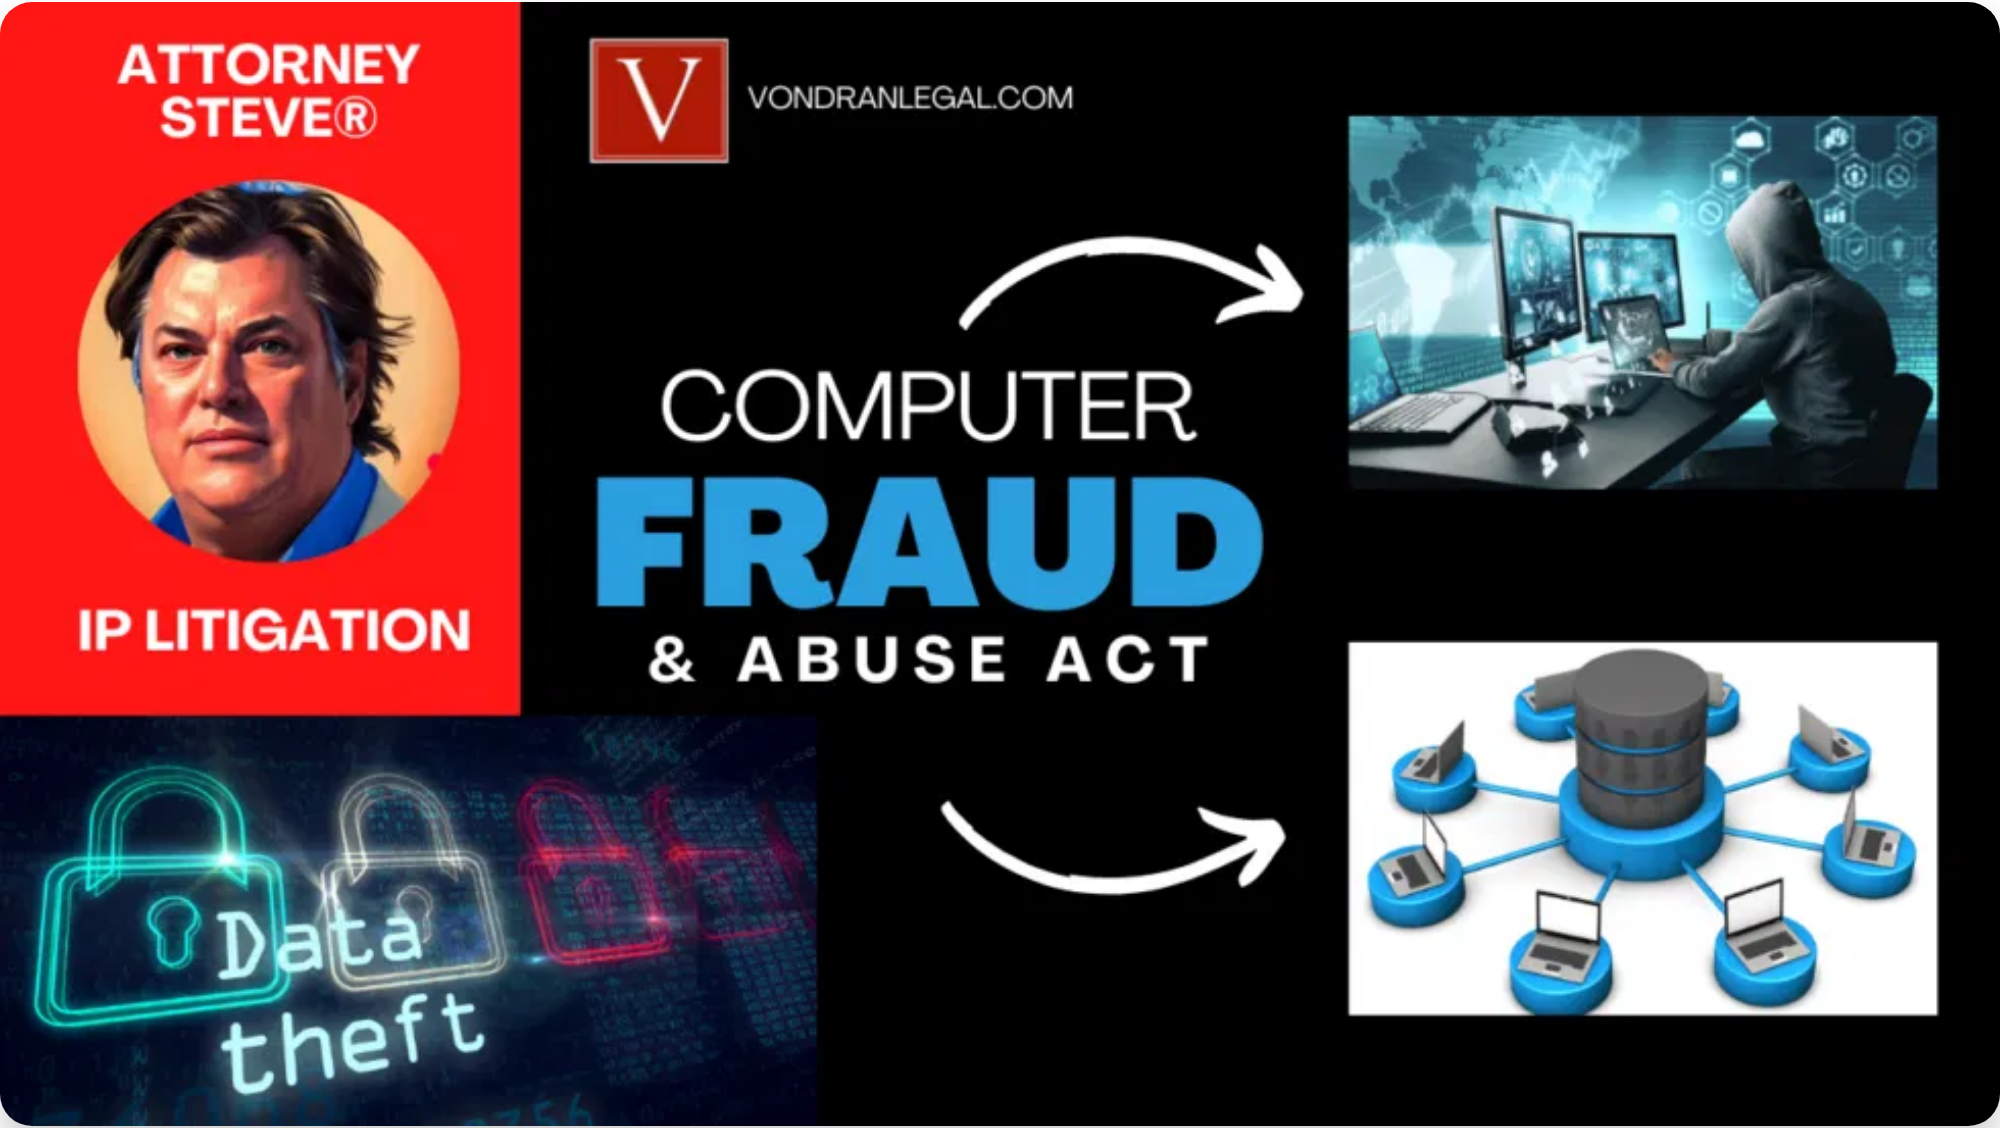 ATTORNEY
STEVE®
IP LITIGATION
V
VONDRANLEGAL.COM
COMPUTER
FRAUD
& ABUSE ACT
Data
theft